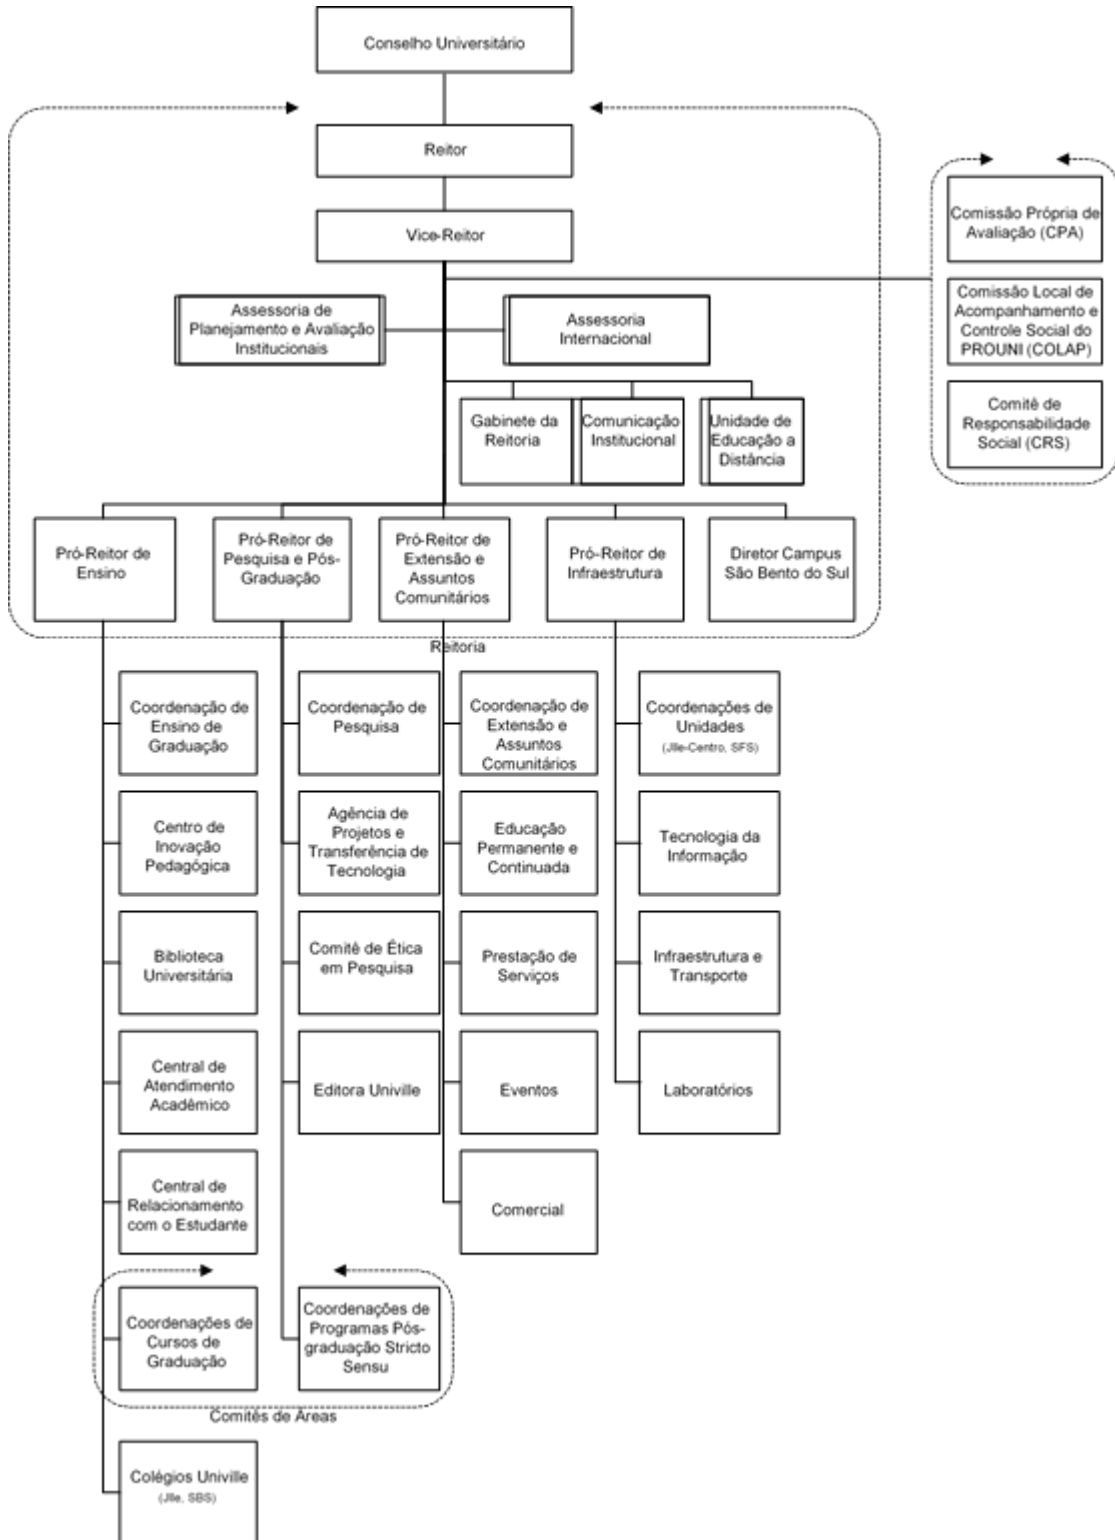 Conselho Universitário
Reitor
Vice-Reitor
Comissão Própria de
Avaliação (CPA)
Comissão Local de
Acompanhamento e
Controle Social do
PROUNI (COLAP)
Comitê de
Responsabilidade
Social (CRS)
Assessoria de
Planejamento e Avaliação
Institucionais
Assessoria
Internacional
Gabinete da
Reitoria
Comunicação
Institucional
Unidade de
Educação a
Distância
Pró-Reitor de
Ensino
Pró-Reitor de
Pesquisa e Pós-
Graduação
Pró-Reitor de
Extensão e
Assuntos
Comunitários
Pró-Reitor de
Infraestrutura
Diretor Campus
São Bento do Sul
Reitoria
Coordenação de
Ensino de
Graduação
Coordenação de
Pesquisa
Coordenação de
Extensão e
Assuntos
Comunitários
Coordenações de
Unidades
(Jlle-Centro, SFS)
Centro de
Inovação
Pedagógica
Agência de
Projetos e
Transferência de
Tecnologia
Educação
Permanente e
Continuada
Tecnologia da
Informação
Biblioteca
Universitária
Comitê de Ética
em Pesquisa
Prestação de
Serviços
Infraestrutura e
Transporte
Central de
Atendimento
Acadêmico
Editora Univille
Eventos
Laboratórios
Central de
Relacionamento
com o Estudante
Comercial
Coordenações de
Cursos de
Graduação
Coordenações de
Programas Pós-
graduação Stricto
Sensu
Comitês de Áreas
Colégios Univille
(Jlle, SBS)